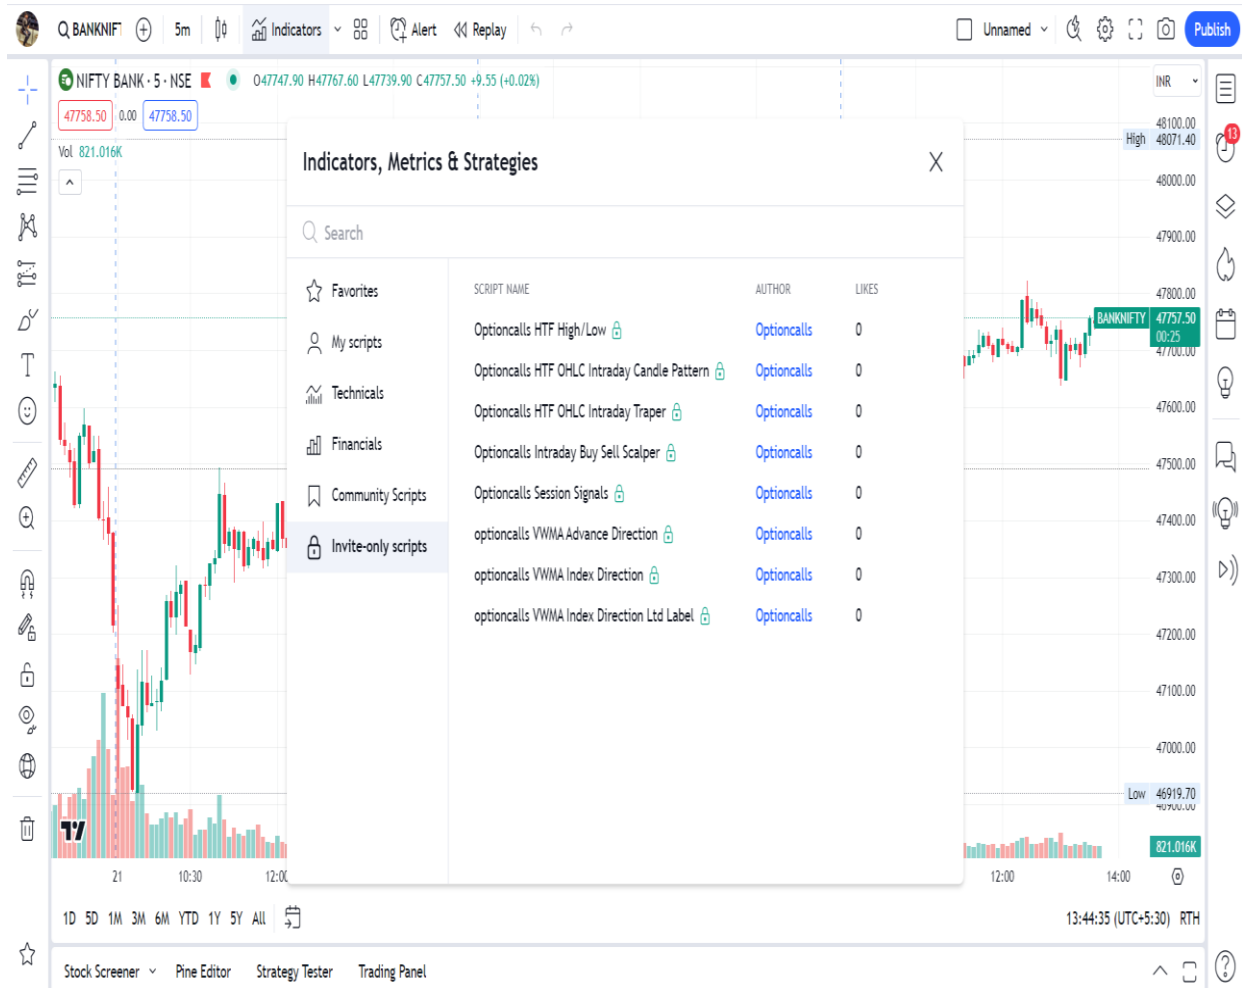 BANKNIFT 5m Indicators Alert Replay Unnamed Publish
NIFTY BANK · 5 · NSE O47747.90 H47767.60 L47739.90 C47757.50 +9.55 (+0.02%)
INR
47758.50 0.00 47758.50
Vol 821.016K
48100.00
High 48071.40
13
48000.00
47900.00
47800.00
BANKNIFTY 47757.50
00:25
47700.00
47600.00
47500.00
47400.00
47300.00
47200.00
47100.00
47000.00
Low 46919.70
46900.00
821.016K
Indicators, Metrics & Strategies
Search
Favorites
My scripts
Technicals
Financials
Community Scripts
Invite-only scripts
SCRIPT NAME AUTHOR LIKES
Optioncalls HTF High/Low Optioncalls 0
Optioncalls HTF OHLC Intraday Candle Pattern Optioncalls 0
Optioncalls HTF OHLC Intraday Traper Optioncalls 0
Optioncalls Intraday Buy Sell Scalper Optioncalls 0
Optioncalls Session Signals Optioncalls 0
optioncalls VWMA Advance Direction Optioncalls 0
optioncalls VWMA Index Direction Optioncalls 0
optioncalls VWMA Index Direction Ltd Label Optioncalls 0
21 10:30 12:00 12:00 14:00
1D 5D 1M 3M 6M YTD 1Y 5Y All 13:44:35 (UTC+5:30) RTH
Stock Screener Pine Editor Strategy Tester Trading Panel